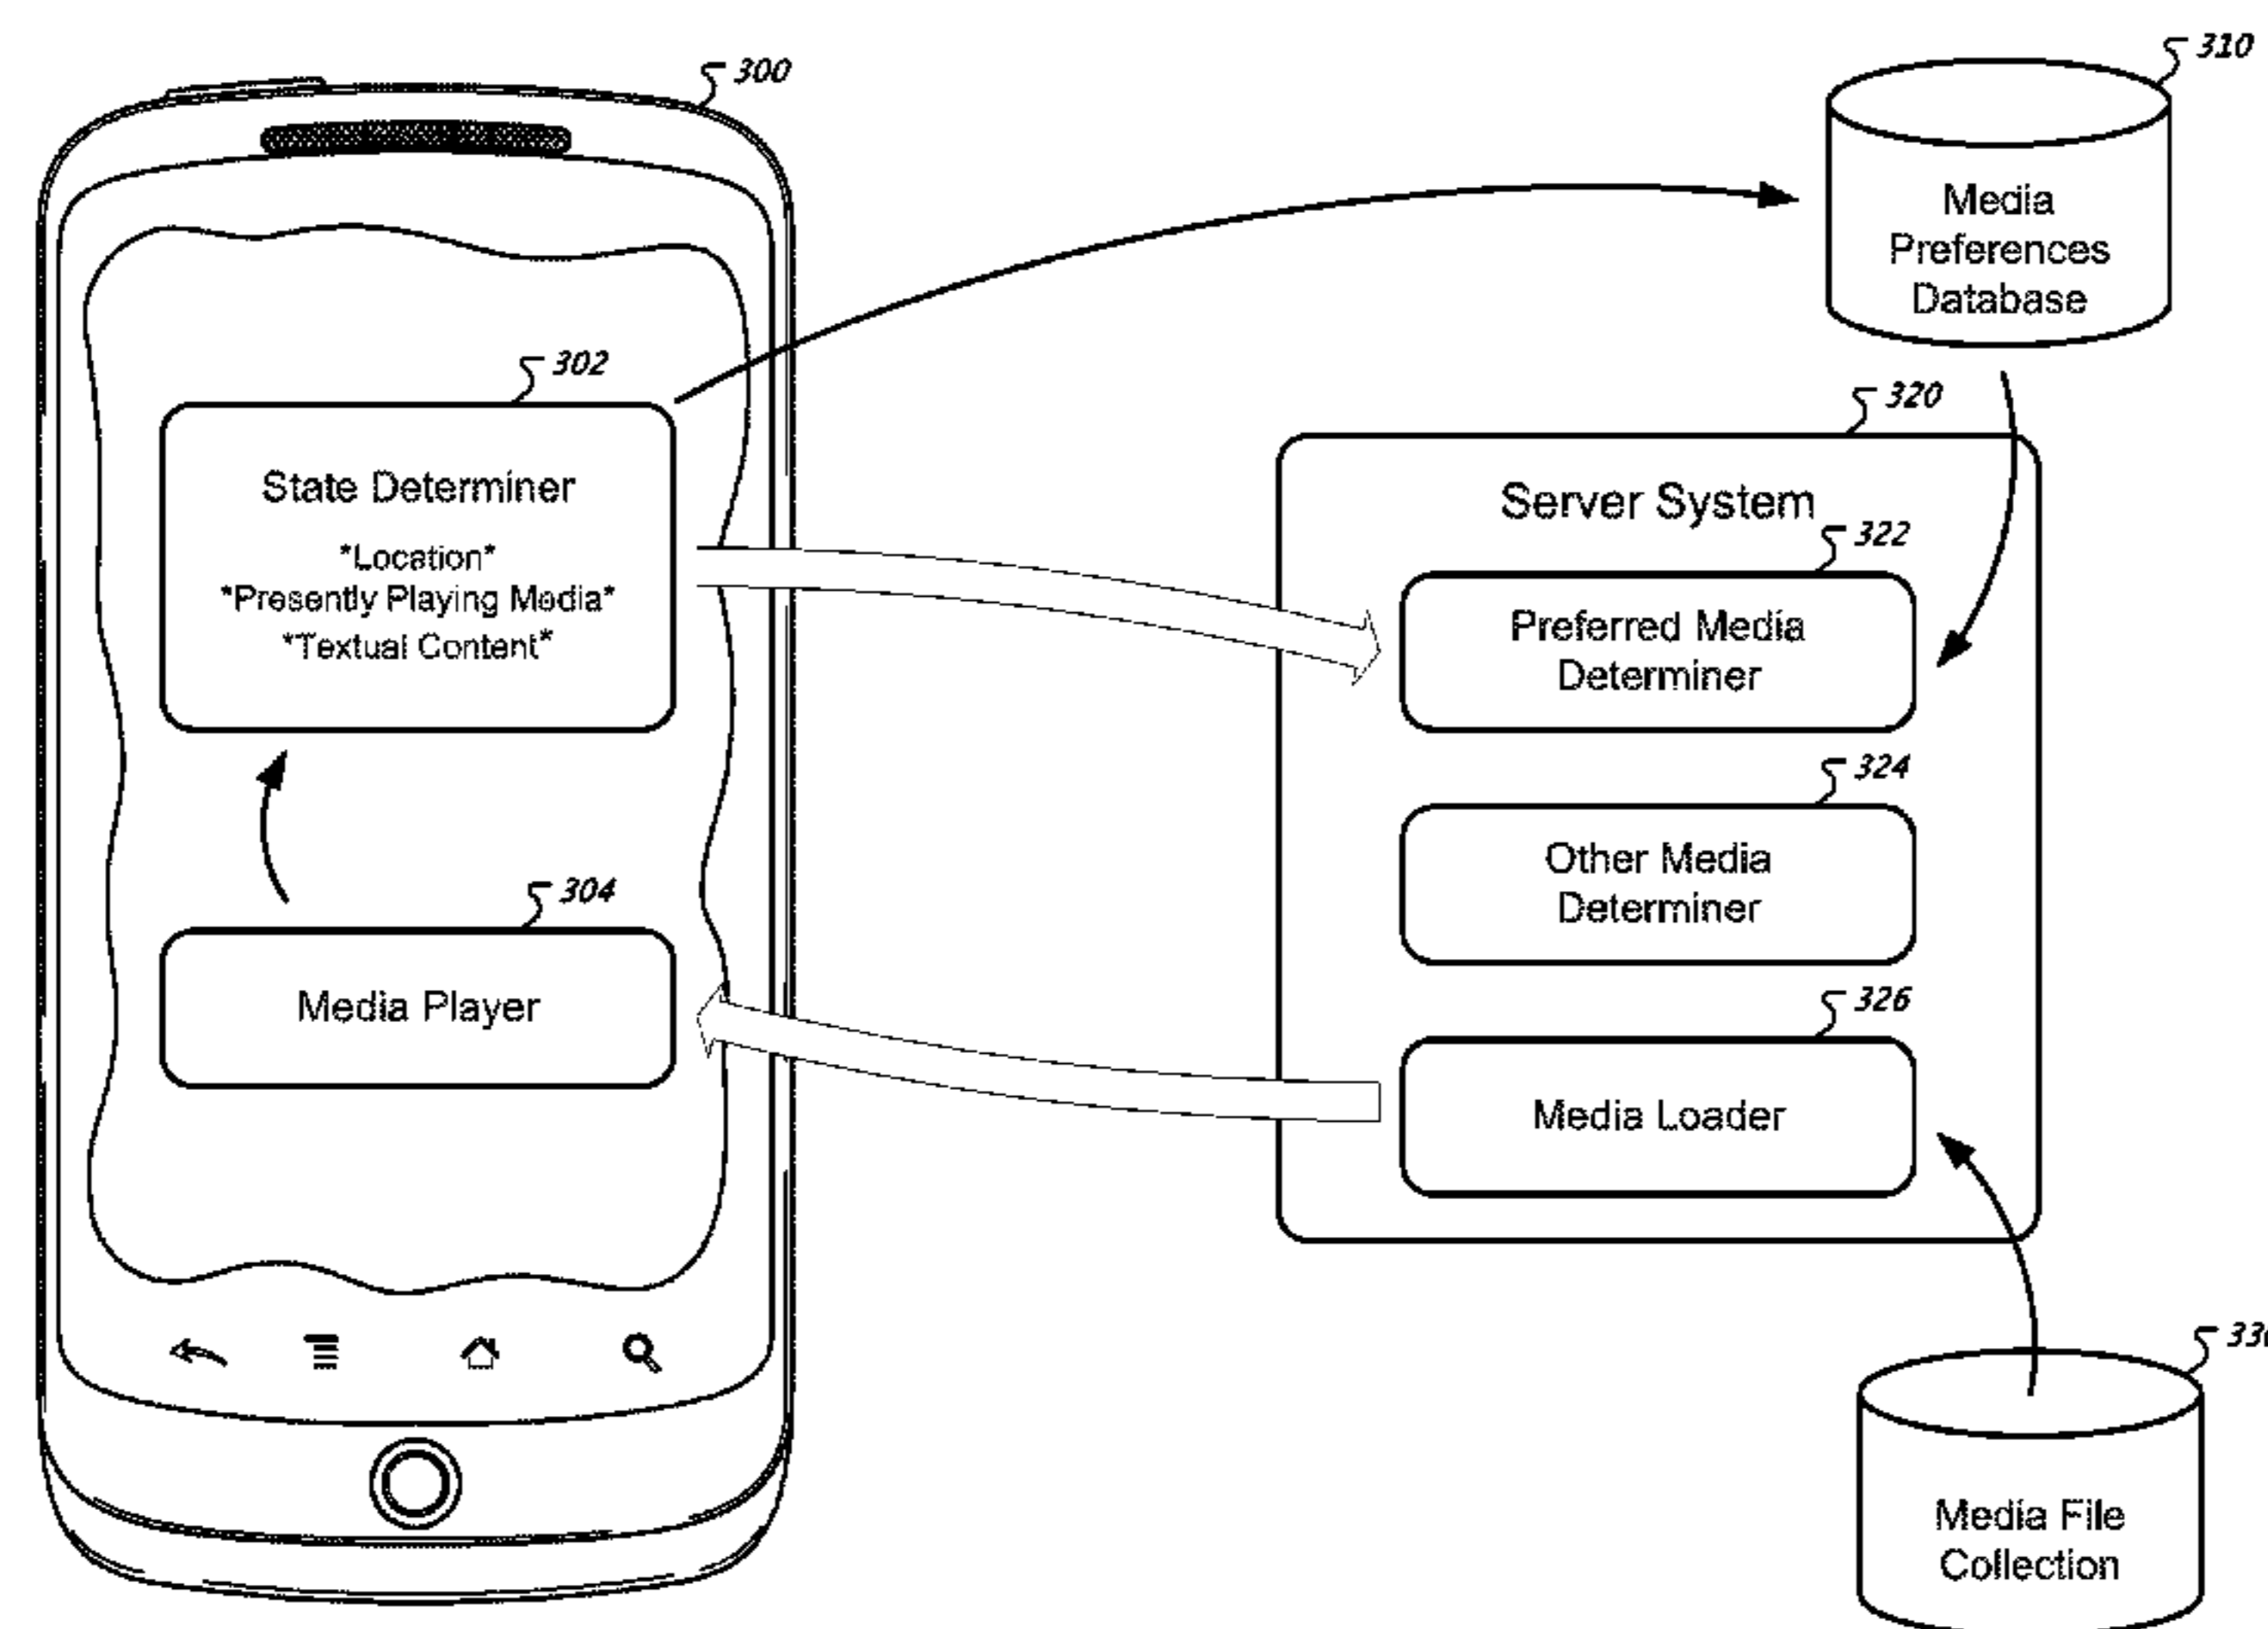 300
302
State Determiner
*Location*
*Presently Playing Media*
*Textual Content*
304
Media Player
310
Media
Preferences
Database
320
Server System
322
Preferred Media
Determiner
324
Other Media
Determiner
326
Media Loader
Media File
Collection